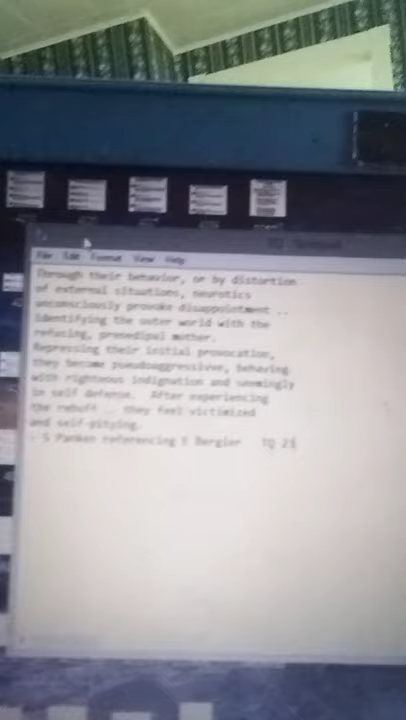 File Edit Format View Help
Through their behavior, or by distortion
of external situations, neurotics
unconsciously provoke disappointment ..
identifying the outer world with the
refusing, preoedipal mother.
Repressing their initial provocation,
they become pseudoaggressive, behaving
with righteous indignation and seemingly
in self defense. After experiencing
the rebuff .. they feel victimized
and self-pitying.
- S Panken referencing E Bergler TQ 23